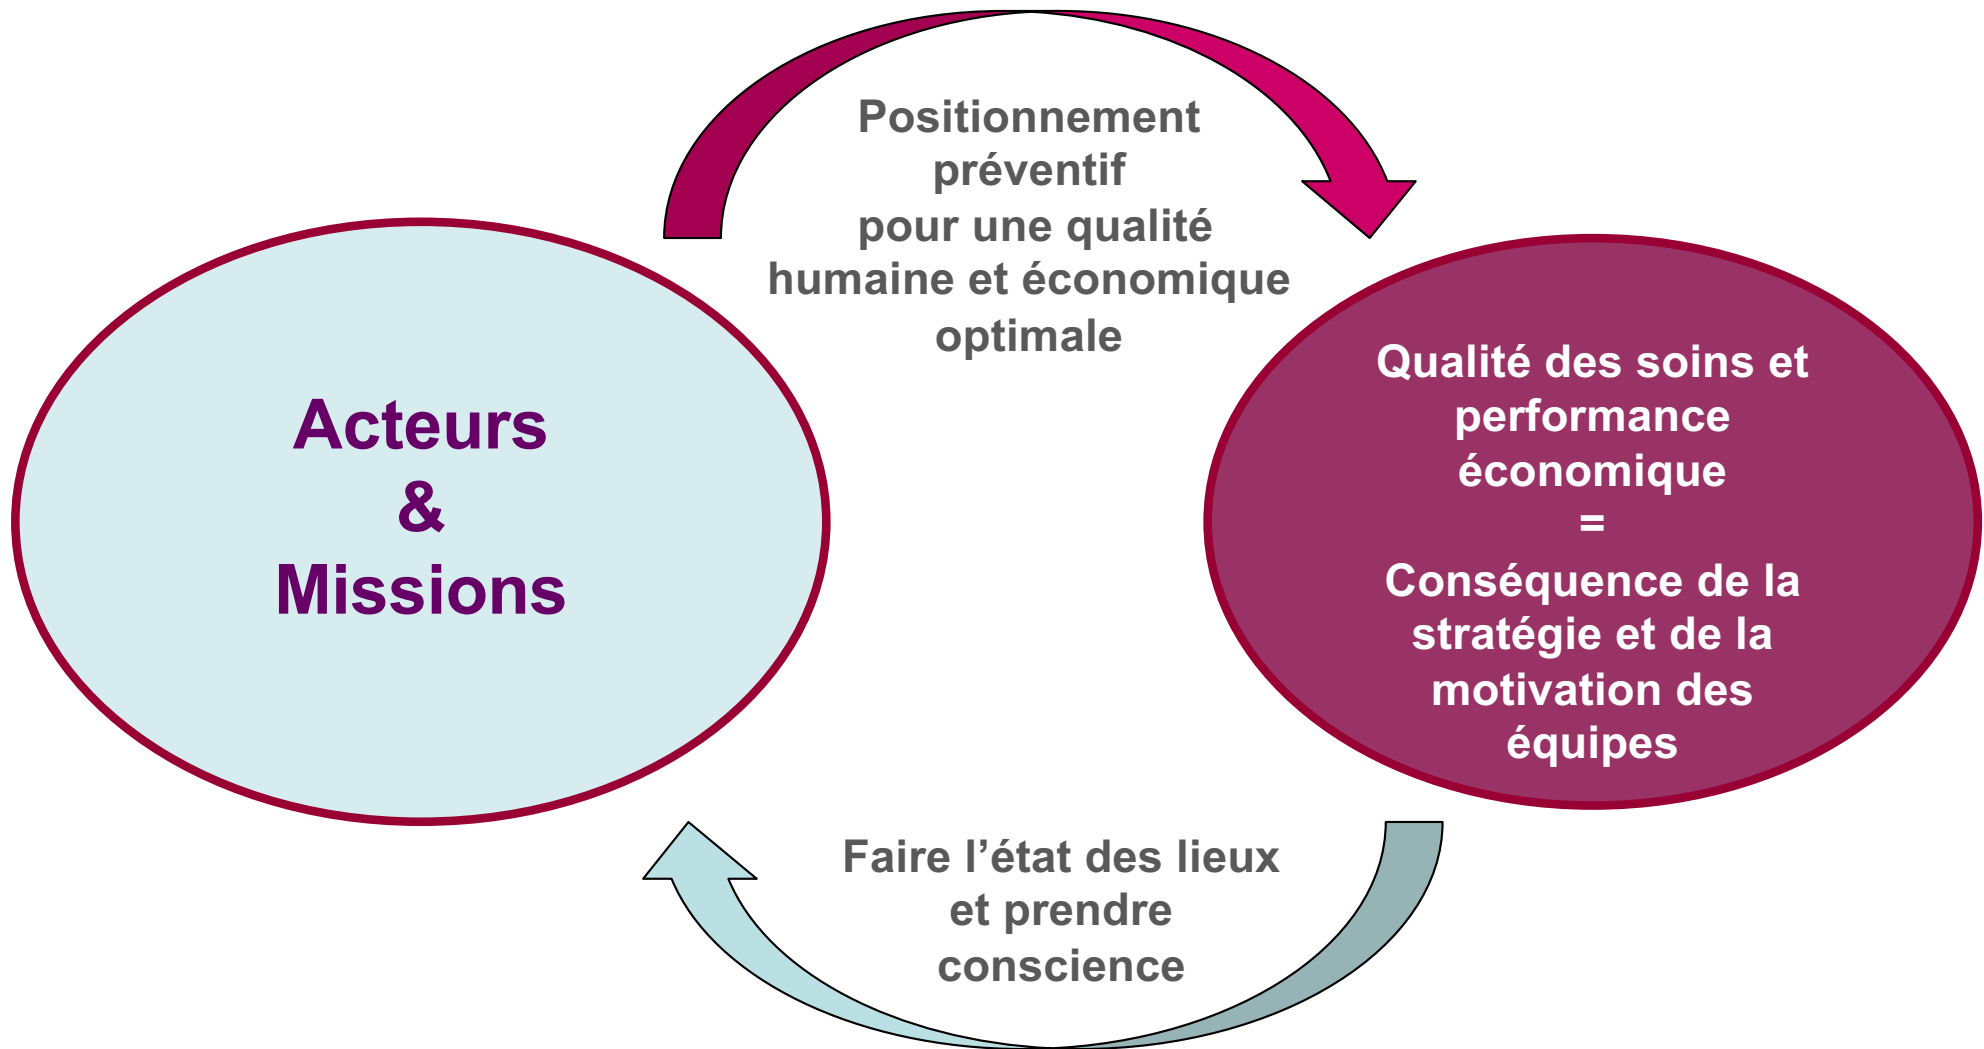 Positionnement
préventif
pour une qualité
humaine et économique
optimale
Acteurs
&
Missions
Qualité des soins et
performance
économique
=
Conséquence de la
stratégie et de la
motivation des
équipes
Faire l’état des lieux
et prendre
conscience